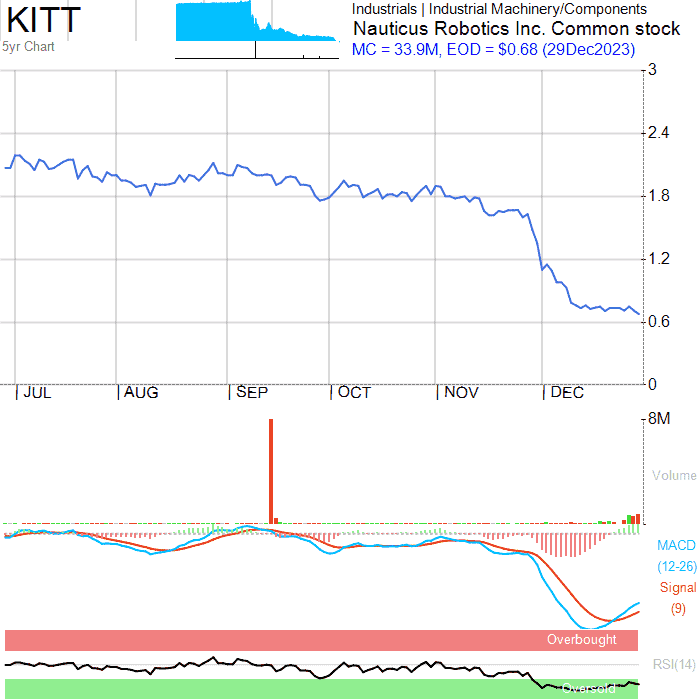 KITT
5yr Chart
Industrials | Industrial Machinery/Components
Nauticus Robotics Inc. Common stock
MC = 33.9M, EOD = $0.68 (29Dec2023)
3
2.4
1.8
1.2
0.6
0
JUL AUG SEP OCT NOV DEC
8M
Volume
MACD
(12-26)
Signal
(9)
Overbought
RSI(14)
Oversold